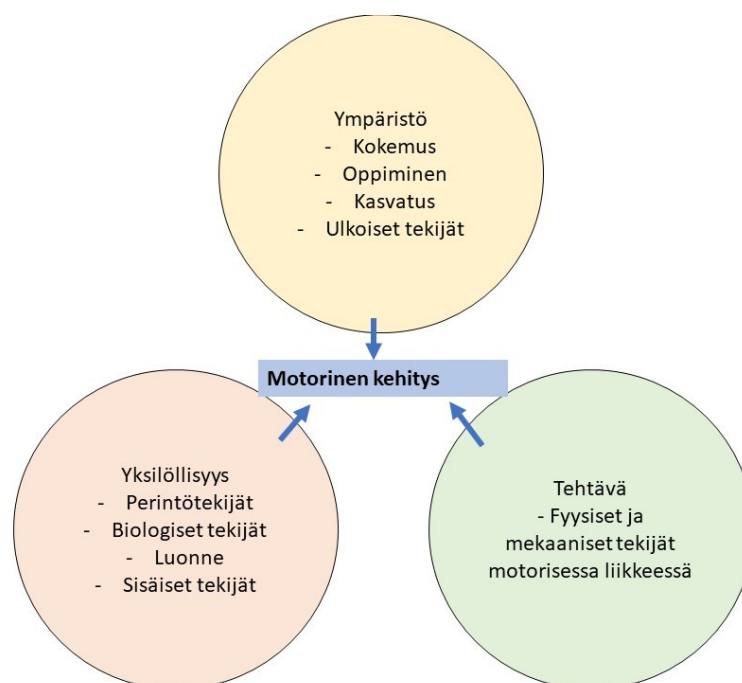 Ympäristö
- Kokemus
- Oppiminen
- Kasvatus
- Ulkoiset tekijät
Motorinen kehitys
Yksilöllisyys
- Perintötekijät
- Biologiset tekijät
- Luonne
- Sisäiset tekijät
Tehtävä
- Fyysiset ja
mekaaniset tekijät
motorisessa liikkeessä